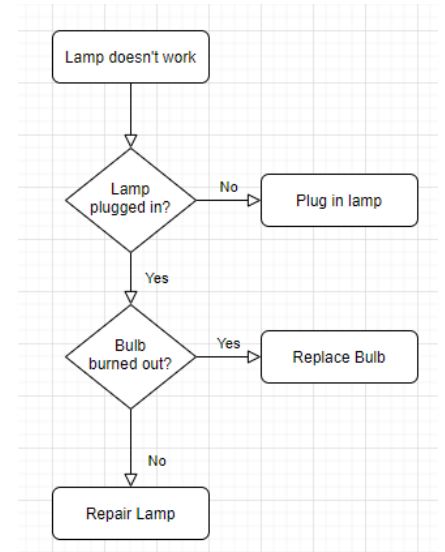 Lamp doesn't work
Lamp
plugged in?
No
Plug in lamp
Yes
Bulb
burned out?
Yes
Replace Bulb
No
Repair Lamp